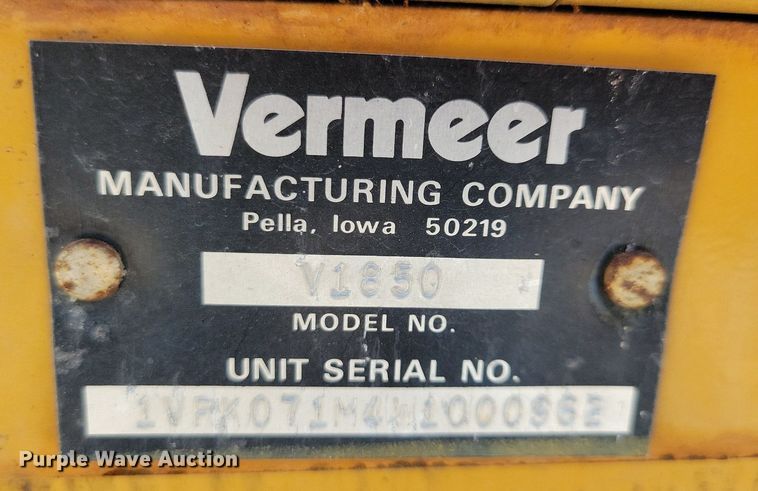 Vermeer
MANUFACTURING COMPANY
Pella, Iowa 50219
V1850
MODEL NO.
UNIT SERIAL NO.
Purple Wave Auction